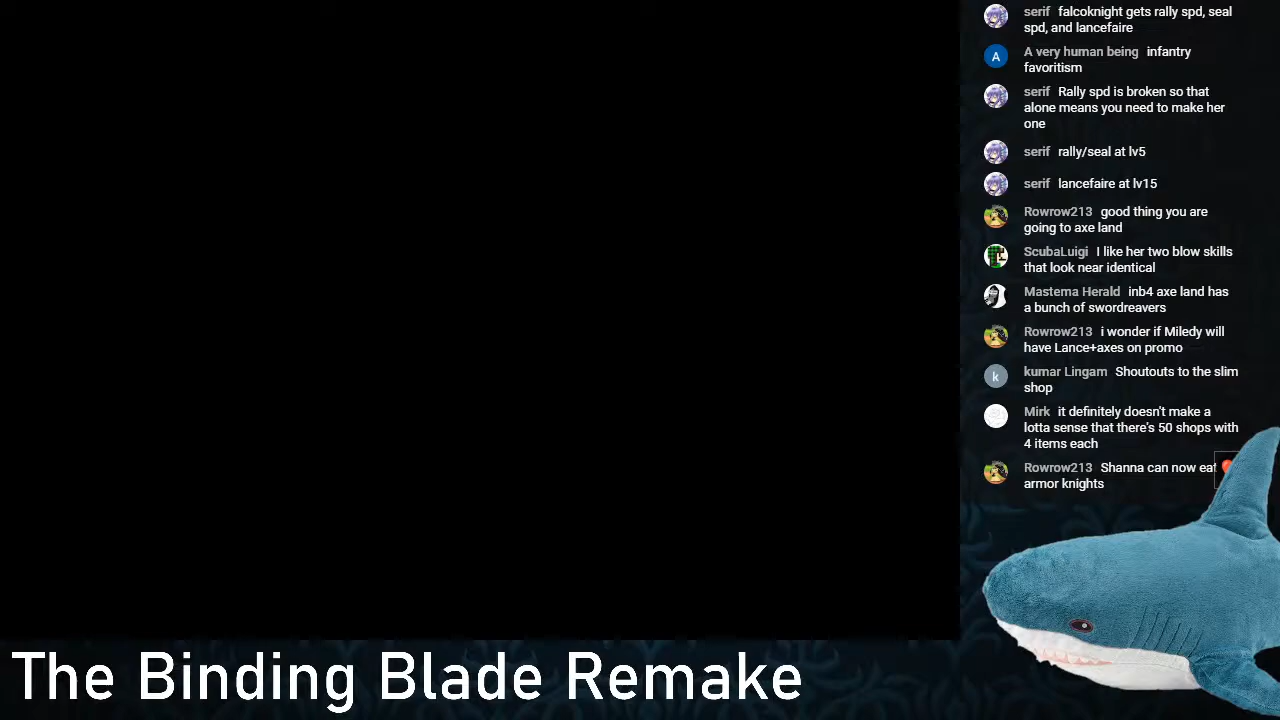 serif falcoknight gets rally spd, seal
spd, and lancefaire
A
A very human being infantry
favoritism
serif Rally spd is broken so that
alone means you need to make her
one
serif rally/seal at lv5
serif lancefaire at lv15
Rowrow213 good thing you are
going to axe land
ScubaLuigi I like her two blow skills
that look near identical
Mastema Herald inb4 axe land has
a bunch of swordreavers
Rowrow213 i wonder if Miledy will
have Lance+axes on promo
k
kumar Lingam Shoutouts to the slim
shop
Mirk it definitely doesn't make a
lotta sense that there's 50 shops with
4 items each
Rowrow213 Shanna can now eat
armor knights
The Binding Blade Remake